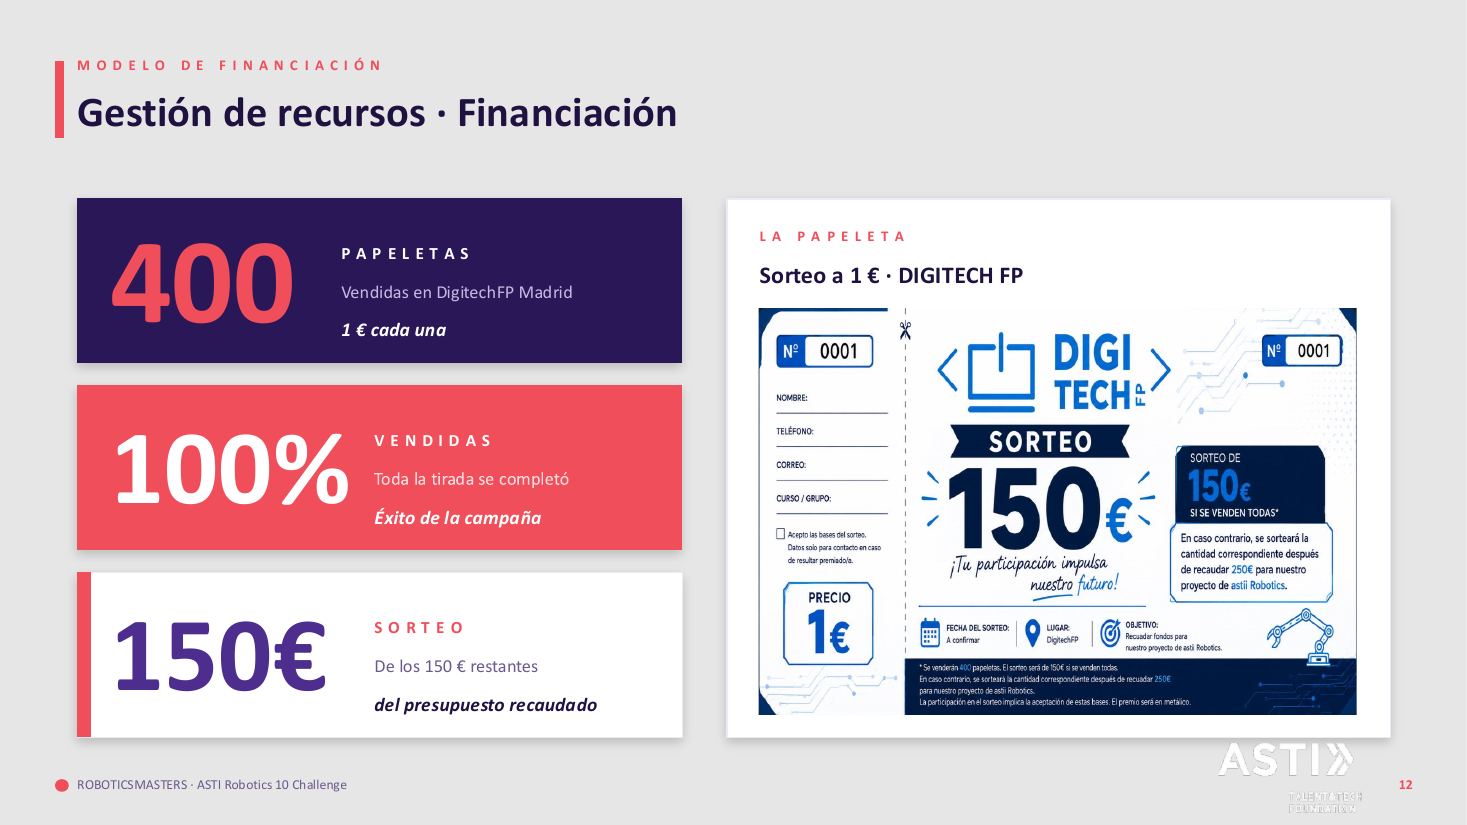 MODELO DE FINANCIACIÓN
Gestión de recursos · Financiación
400
PAPELETAS
Vendidas en DigitechFP Madrid
1 € cada una
100%
VENDIDAS
Toda la tirada se completó
Éxito de la campaña
150€
SORTEO
De los 150 € restantes
del presupuesto recaudado
LA PAPELETA
Sorteo a 1 € · DIGITECH FP
Nº 0001
NOMBRE:
TELÉFONO:
CORREO:
CURSO / GRUPO:
Acepto las bases del sorteo.
Datos solo para contacto en caso
de resultar premiado/a.
PRECIO
1€
DIGI
TECH FP
SORTEO
150€
¡Tu participación impulsa
nuestro futuro!
FECHA DEL SORTEO:
A confirmar
LUGAR:
DigitechFP
OBJETIVO:
Recuadar fondos para
nuestro proyecto de astii Robotics.
Nº 0001
SORTEO DE
150€
SI SE VENDEN TODAS*
En caso contrario, se sorteará la
cantidad correspondiente después
de recaudar 250€ para nuestro
proyecto de astii Robotics.
* Se venderán 400 papeletas. El sorteo será de 150€ si se venden todas.
En caso contrario, se sorteará la cantidad correspondiente después de recuadar 250€
para nuestro proyecto de astii Robotics.
La participación en el sorteo implica la aceptación de estas bases. El premio será en metálico.
ROBOTICSMASTERS · ASTI Robotics 10 Challenge
ASTI
TALENT&TECH
FOUNDATION
12